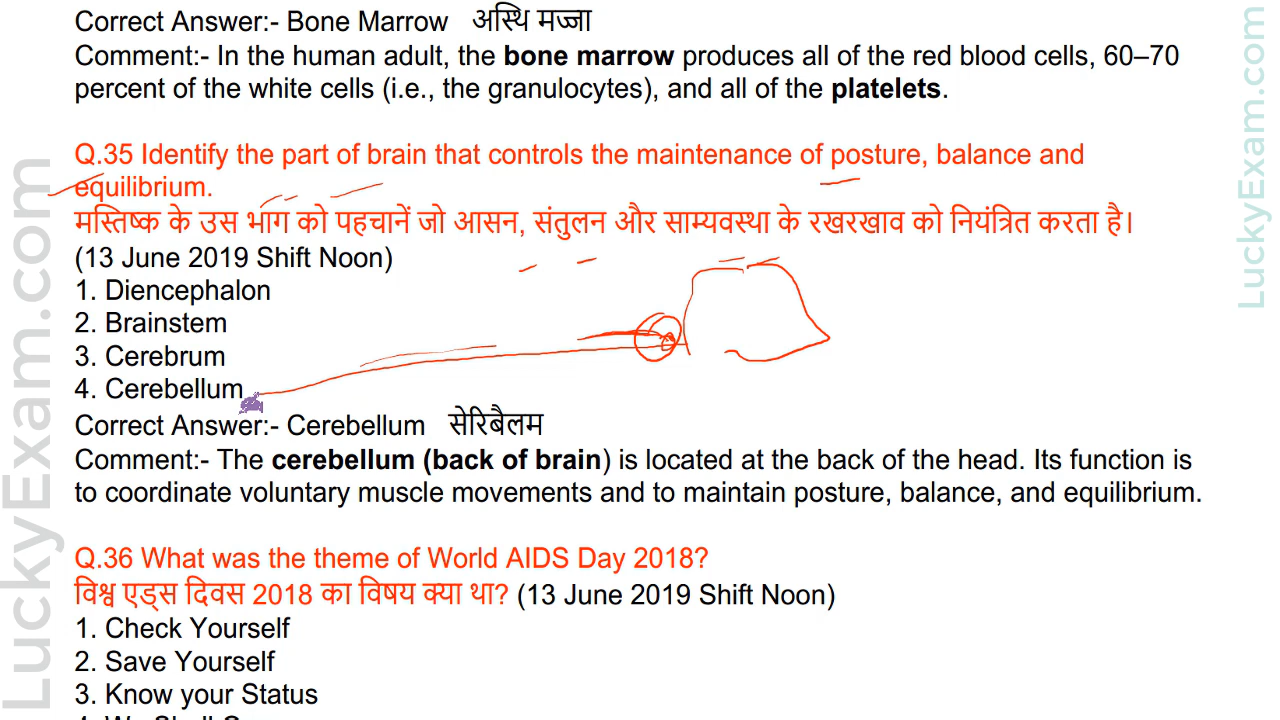 Correct Answer:- Bone Marrow अस्थि मज्जा
Comment:- In the human adult, the bone marrow produces all of the red blood cells, 60–70
percent of the white cells (i.e., the granulocytes), and all of the platelets.
Q.35 Identify the part of brain that controls the maintenance of posture, balance and
equilibrium.
मस्तिष्क के उस भाग को पहचानें जो आसन, संतुलन और साम्यवस्था के रखरखाव को नियंत्रित करता है।
(13 June 2019 Shift Noon)
1. Diencephalon
2. Brainstem
3. Cerebrum
4. Cerebellum
Correct Answer:- Cerebellum सेरिबैलम
Comment:- The cerebellum (back of brain) is located at the back of the head. Its function is
to coordinate voluntary muscle movements and to maintain posture, balance, and equilibrium.
Q.36 What was the theme of World AIDS Day 2018?
विश्व एड्स दिवस 2018 का विषय क्या था? (13 June 2019 Shift Noon)
1. Check Yourself
2. Save Yourself
3. Know your Status
LuckyExam.com
LuckyExam.com